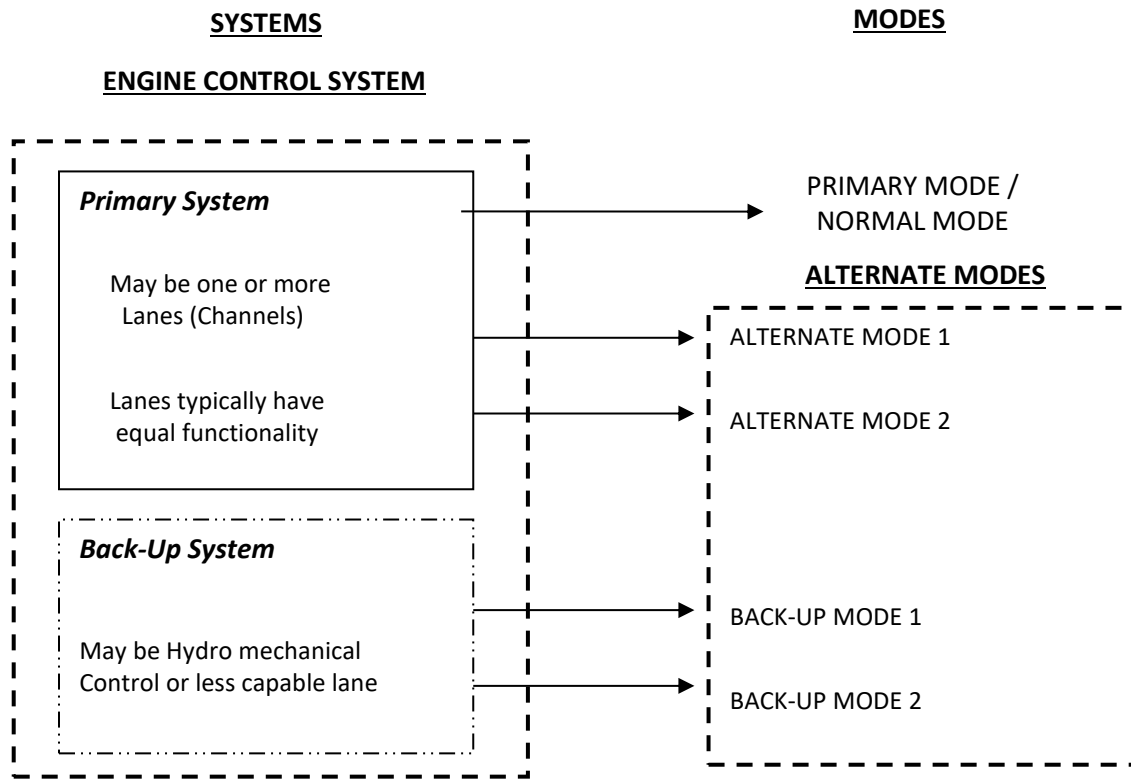 SYSTEMS
MODES
ENGINE CONTROL SYSTEM
Primary System
May be one or more
Lanes (Channels)
Lanes typically have
equal functionality
Back-Up System
May be Hydro mechanical
Control or less capable lane
PRIMARY MODE /
NORMAL MODE
ALTERNATE MODES
ALTERNATE MODE 1
ALTERNATE MODE 2
BACK-UP MODE 1
BACK-UP MODE 2